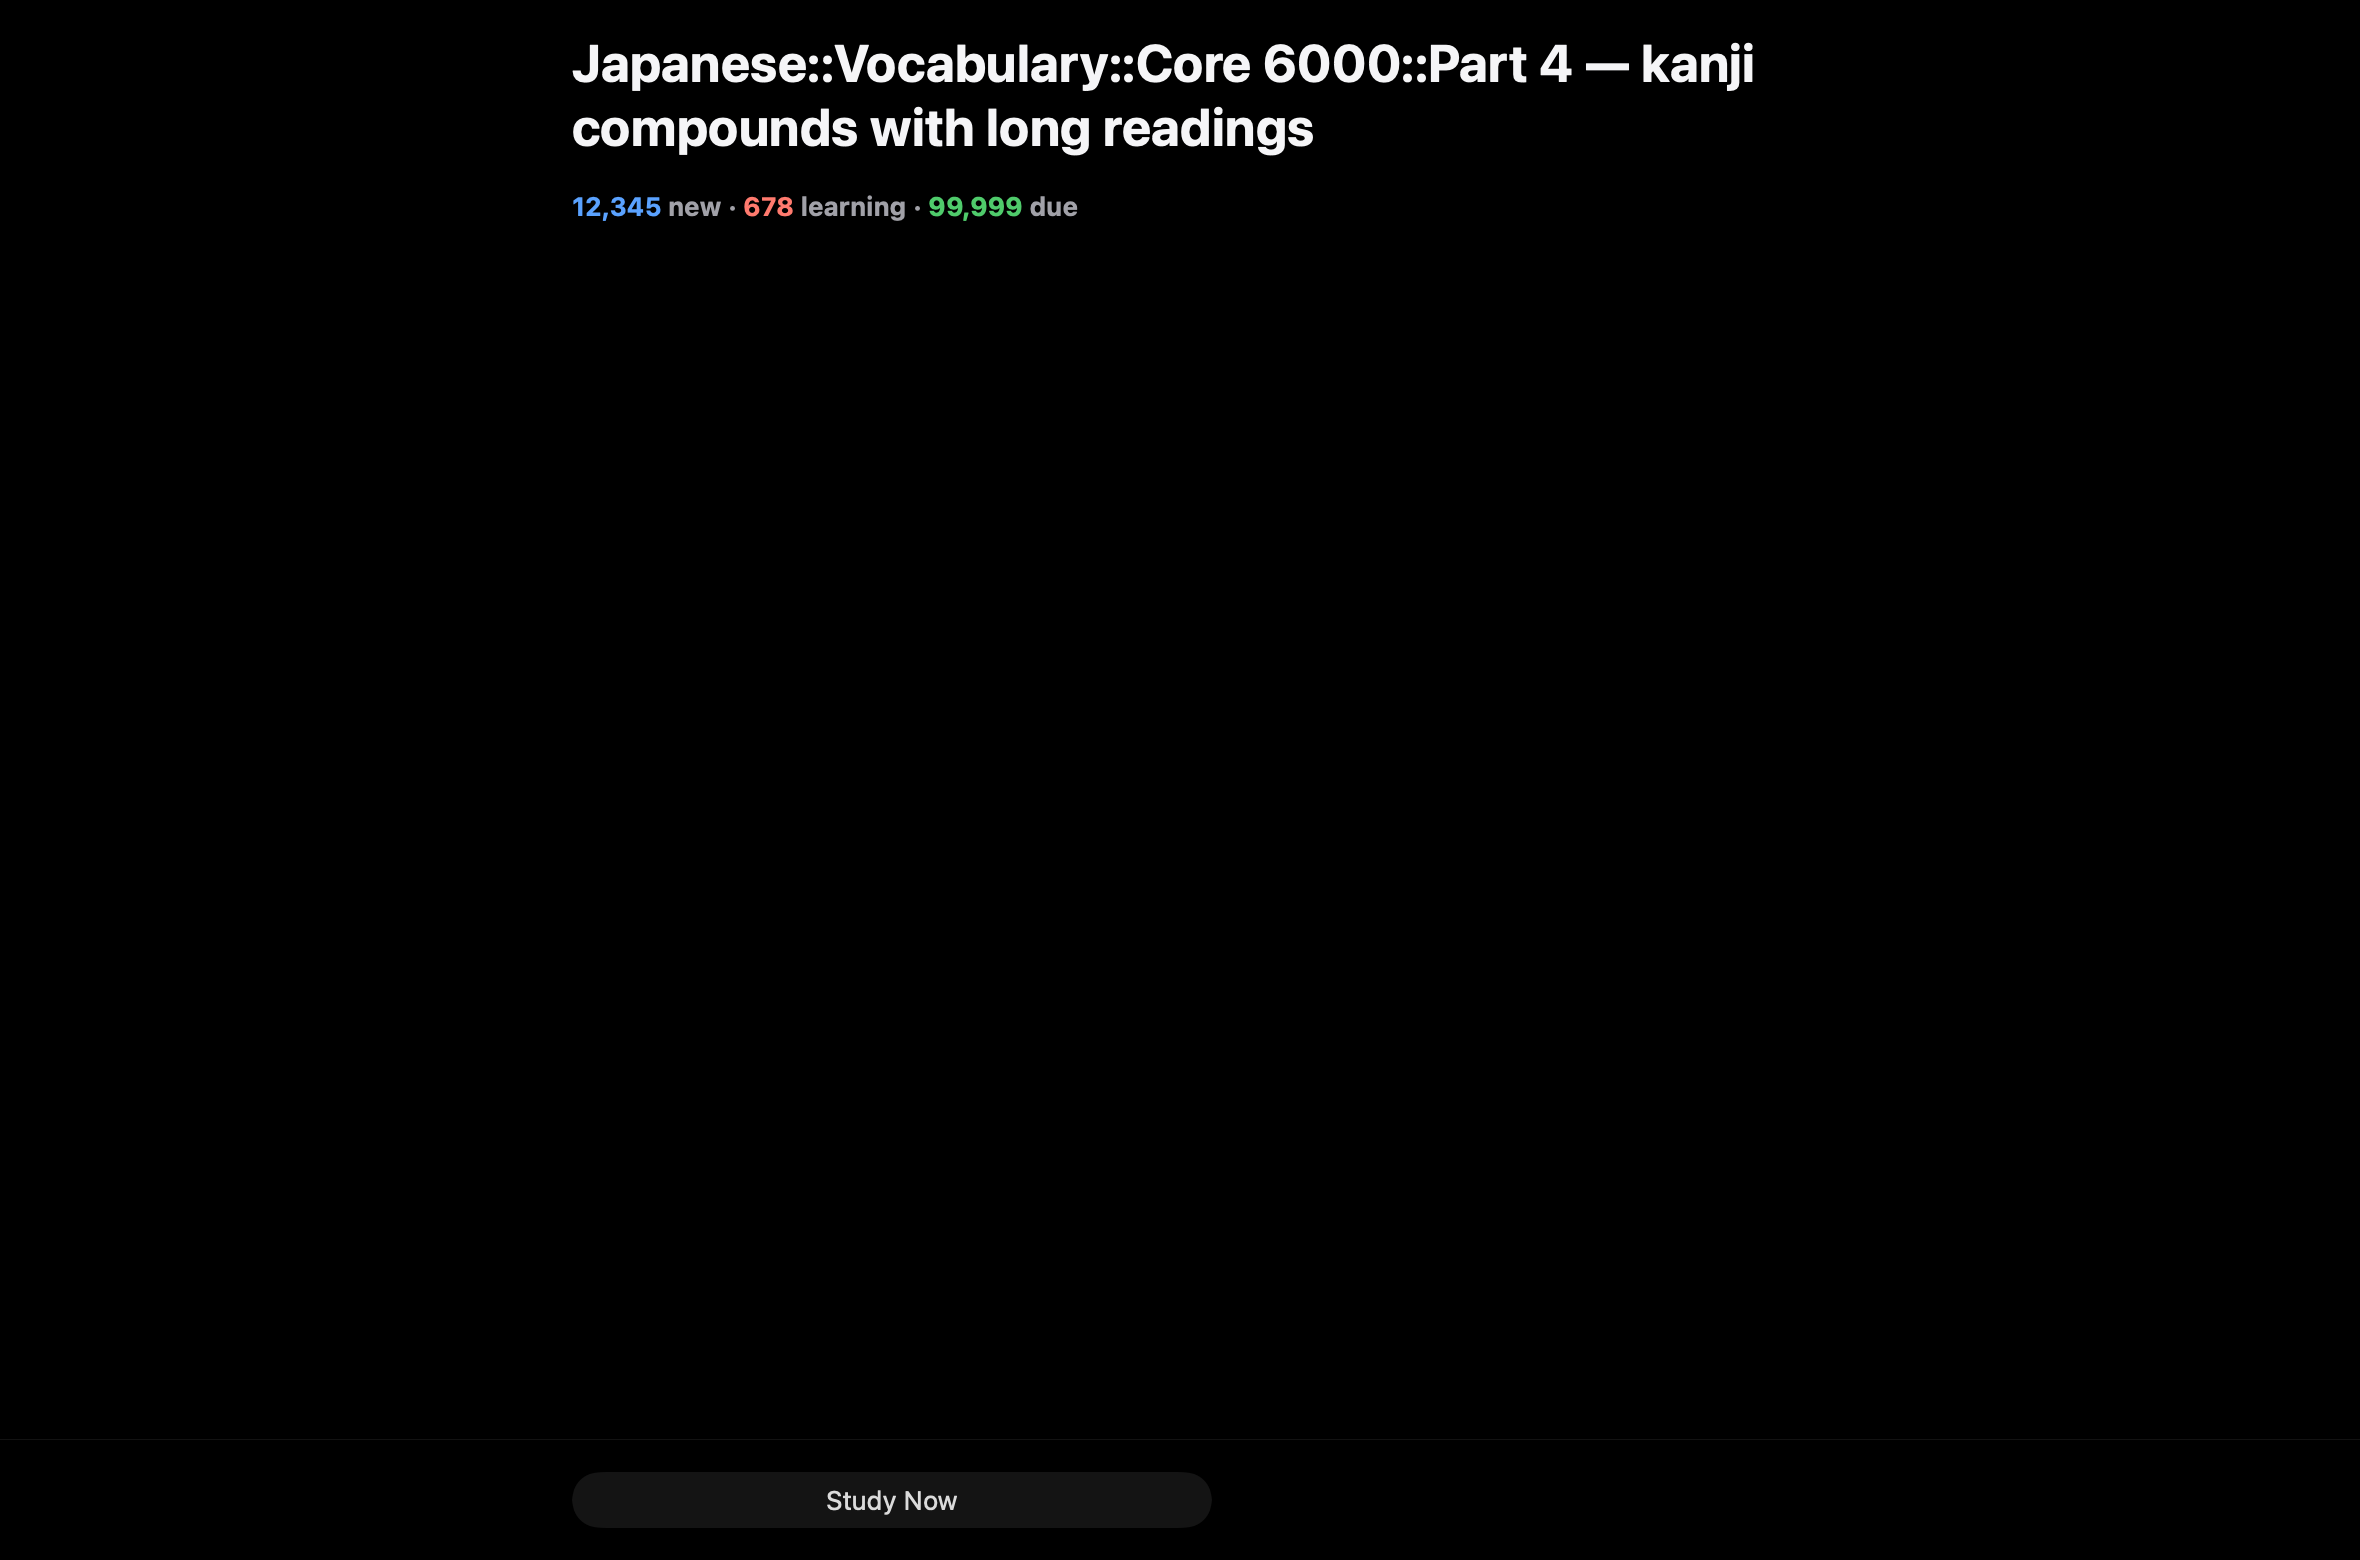 Japanese::Vocabulary::Core 6000::Part 4 — kanji
compounds with long readings
12,345 new · 678 learning · 99,999 due
Study Now